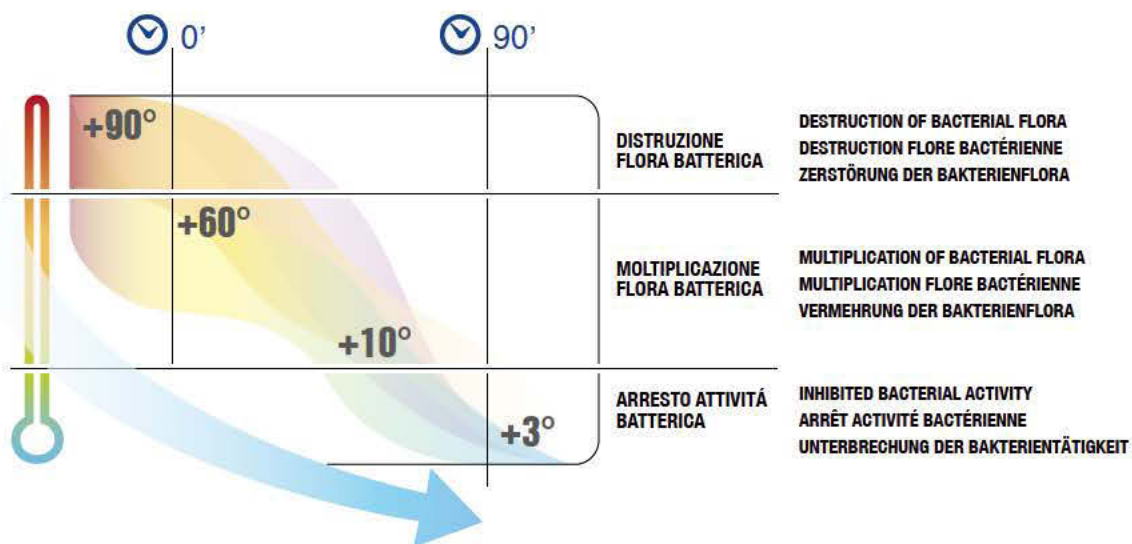 0'
90'
+90°
+60°
+10°
+3°
DISTRUZIONE
FLORA BATTERICA
DESTRUCTION OF BACTERIAL FLORA
DESTRUCTION FLORE BACTÉRIENNE
ZERSTÖRUNG DER BAKTERIENFLORA
MOLTIPLICAZIONE
FLORA BATTERICA
MULTIPLICATION OF BACTERIAL FLORA
MULTIPLICATION FLORE BACTÉRIENNE
VERMEHRUNG DER BAKTERIENFLORA
ARRESTO ATTIVITÁ
BATTERICA
INHIBITED BACTERIAL ACTIVITY
ARRÊT ACTIVITÉ BACTÉRIENNE
UNTERBRECHUNG DER BAKTERIENTÄTIGKEIT